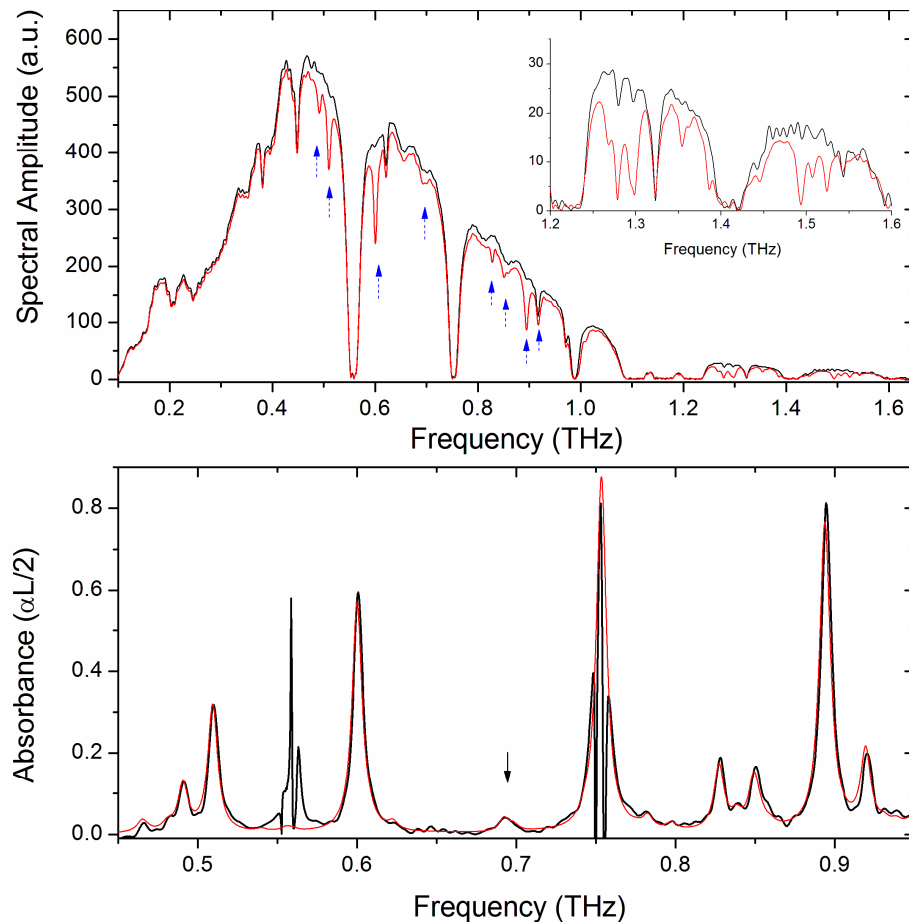 Spectral Amplitude (a.u.)
600
500
400
300
200
100
0
0.2 0.4 0.6 0.8 1.0 1.2 1.4 1.6
Frequency (THz)
30
20
10
0
1.2 1.3 1.4 1.5 1.6
Frequency (THz)
Absorbance (αL/2)
0.8
0.6
0.4
0.2
0.0
0.5 0.6 0.7 0.8 0.9
Frequency (THz)